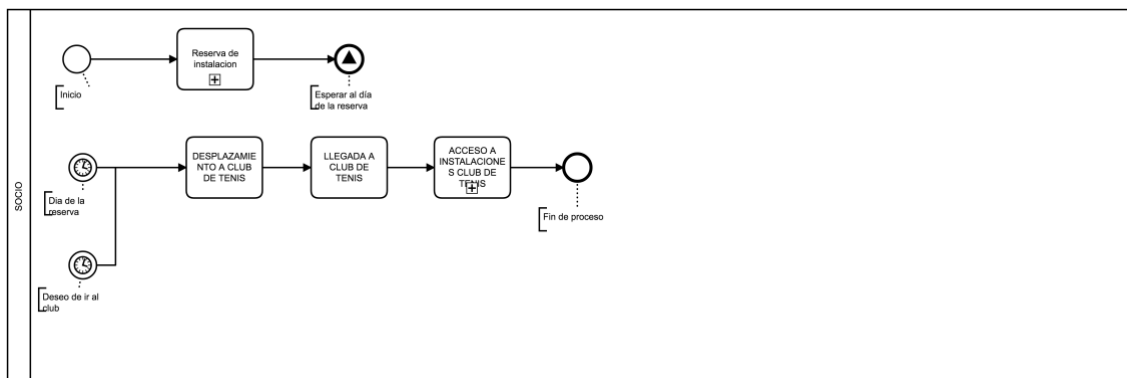 SOCIO
Reserva de
instalacion
Inicio
Esperar al día
de la reserva
DESPLAZAMIE
NTO A CLUB
DE TENIS
LLEGADA A
CLUB DE
TENIS
ACCESO A
INSTALACIONE
S CLUB DE
TENIS
Dia de la
reserva
Fin de proceso
Deseo de ir al
club